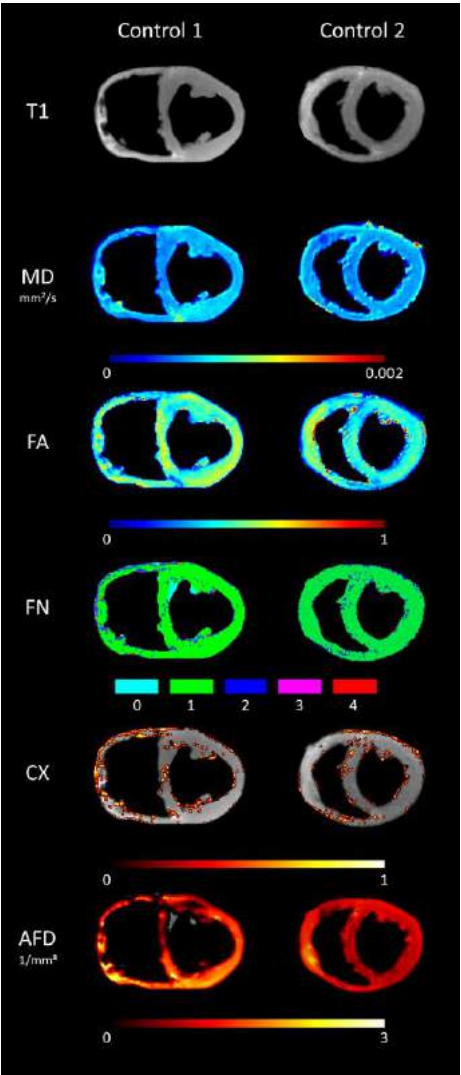 Control 1 Control 2
T1
MD
mm²/s
0 0.002
FA
0 1
FN
0 1 2 3 4
CX
0 1
AFD
1/mm³
0 3